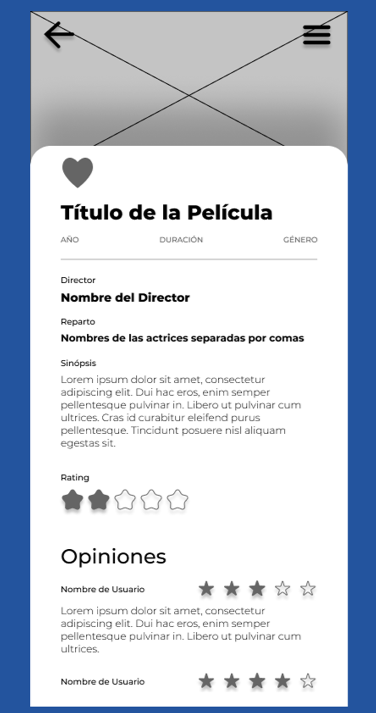 Título de la Película
AÑO DURACIÓN GÉNERO
Director
Nombre del Director
Reparto
Nombres de las actrices separadas por comas
Sinópsis
Lorem ipsum dolor sit amet, consectetur
adipiscing elit. Dui hac eros, enim semper
pellentesque pulvinar in. Libero ut pulvinar cum
ultrices. Cras id curabitur eleifend purus
pellentesque. Tincidunt posuere nisl aliquam
egestas sit.
Rating
Opiniones
Nombre de Usuario
Lorem ipsum dolor sit amet, consectetur
adipiscing elit. Dui hac eros, enim semper
pellentesque pulvinar in. Libero ut pulvinar cum
ultrices.
Nombre de Usuario